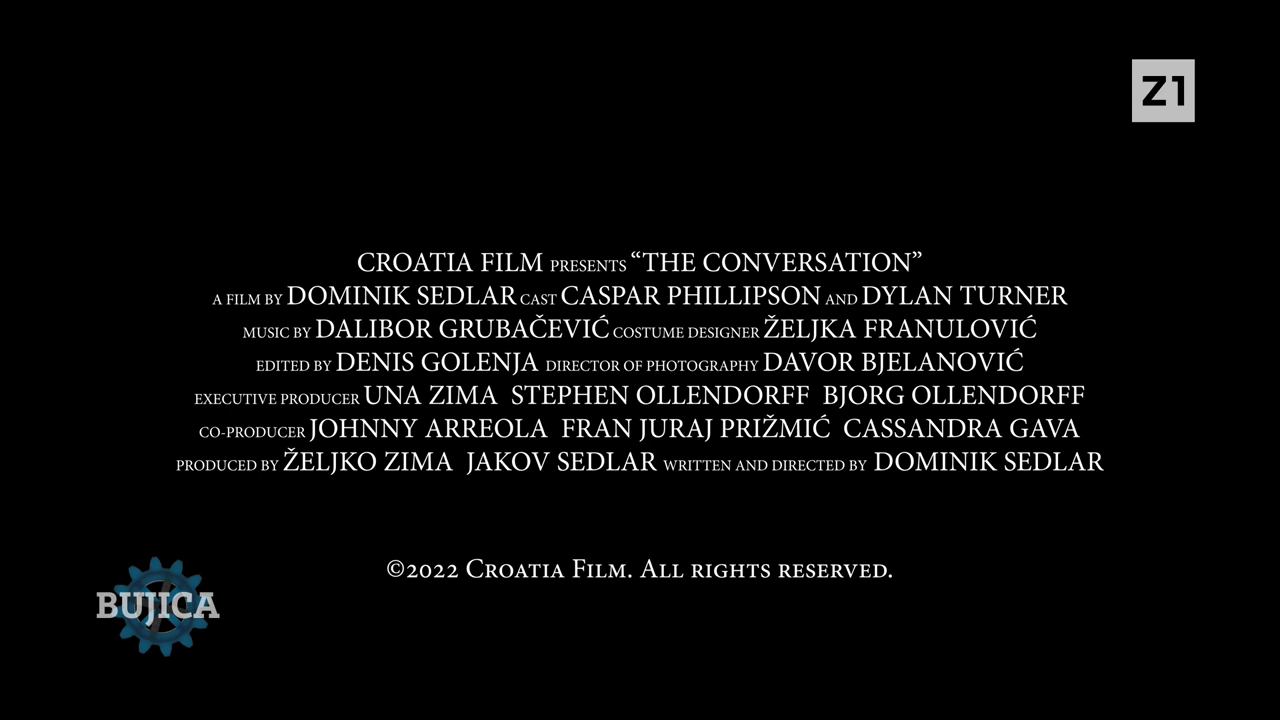 Z1
CROATIA FILM PRESENTS “THE CONVERSATION”
A FILM BY DOMINIK SEDLAR CAST CASPAR PHILLIPSON AND DYLAN TURNER
MUSIC BY DALIBOR GRUBAČEVIĆ COSTUME DESIGNER ŽELJKA FRANULOVIĆ
EDITED BY DENIS GOLENJA DIRECTOR OF PHOTOGRAPHY DAVOR BJELANOVIĆ
EXECUTIVE PRODUCER UNA ZIMA STEPHEN OLLENDORFF BJORG OLLENDORFF
CO-PRODUCER JOHNNY ARREOLA FRAN JURAJ PRIŽMIĆ CASSANDRA GAVA
PRODUCED BY ŽELJKO ZIMA JAKOV SEDLAR WRITTEN AND DIRECTED BY DOMINIK SEDLAR
©2022 CROATIA FILM. ALL RIGHTS RESERVED.
BUJICA